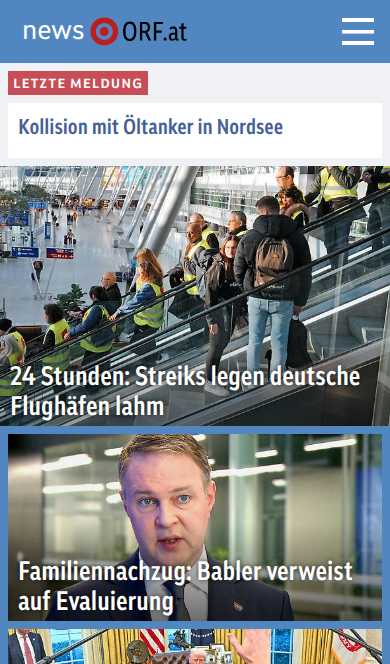 news ORF.at
LETZTE MELDUNG
Kollision mit Öltanker in Nordsee
24 Stunden: Streiks legen deutsche
Flughäfen lahm
Familiennachzug: Babler verweist
auf Evaluierung